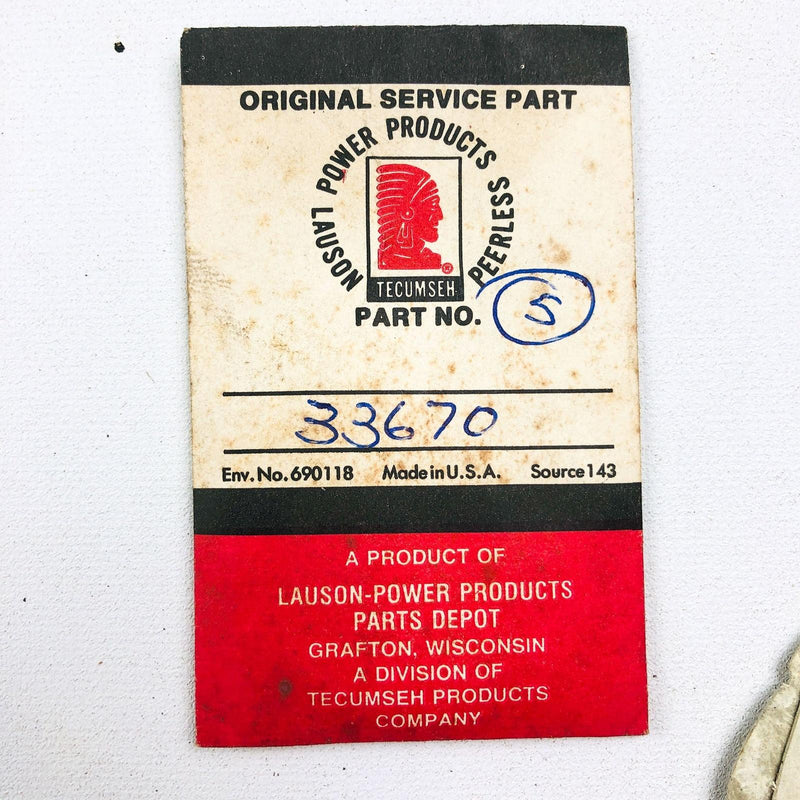 ORIGINAL SERVICE PART
LAUSON POWER PRODUCTS PEERLESS
TECUMSEH
PART NO. 5
33670
Env. No. 690118 Made in U.S.A. Source 143
A PRODUCT OF
LAUSON-POWER PRODUCTS
PARTS DEPOT
GRAFTON, WISCONSIN
A DIVISION OF
TECUMSEH PRODUCTS
COMPANY